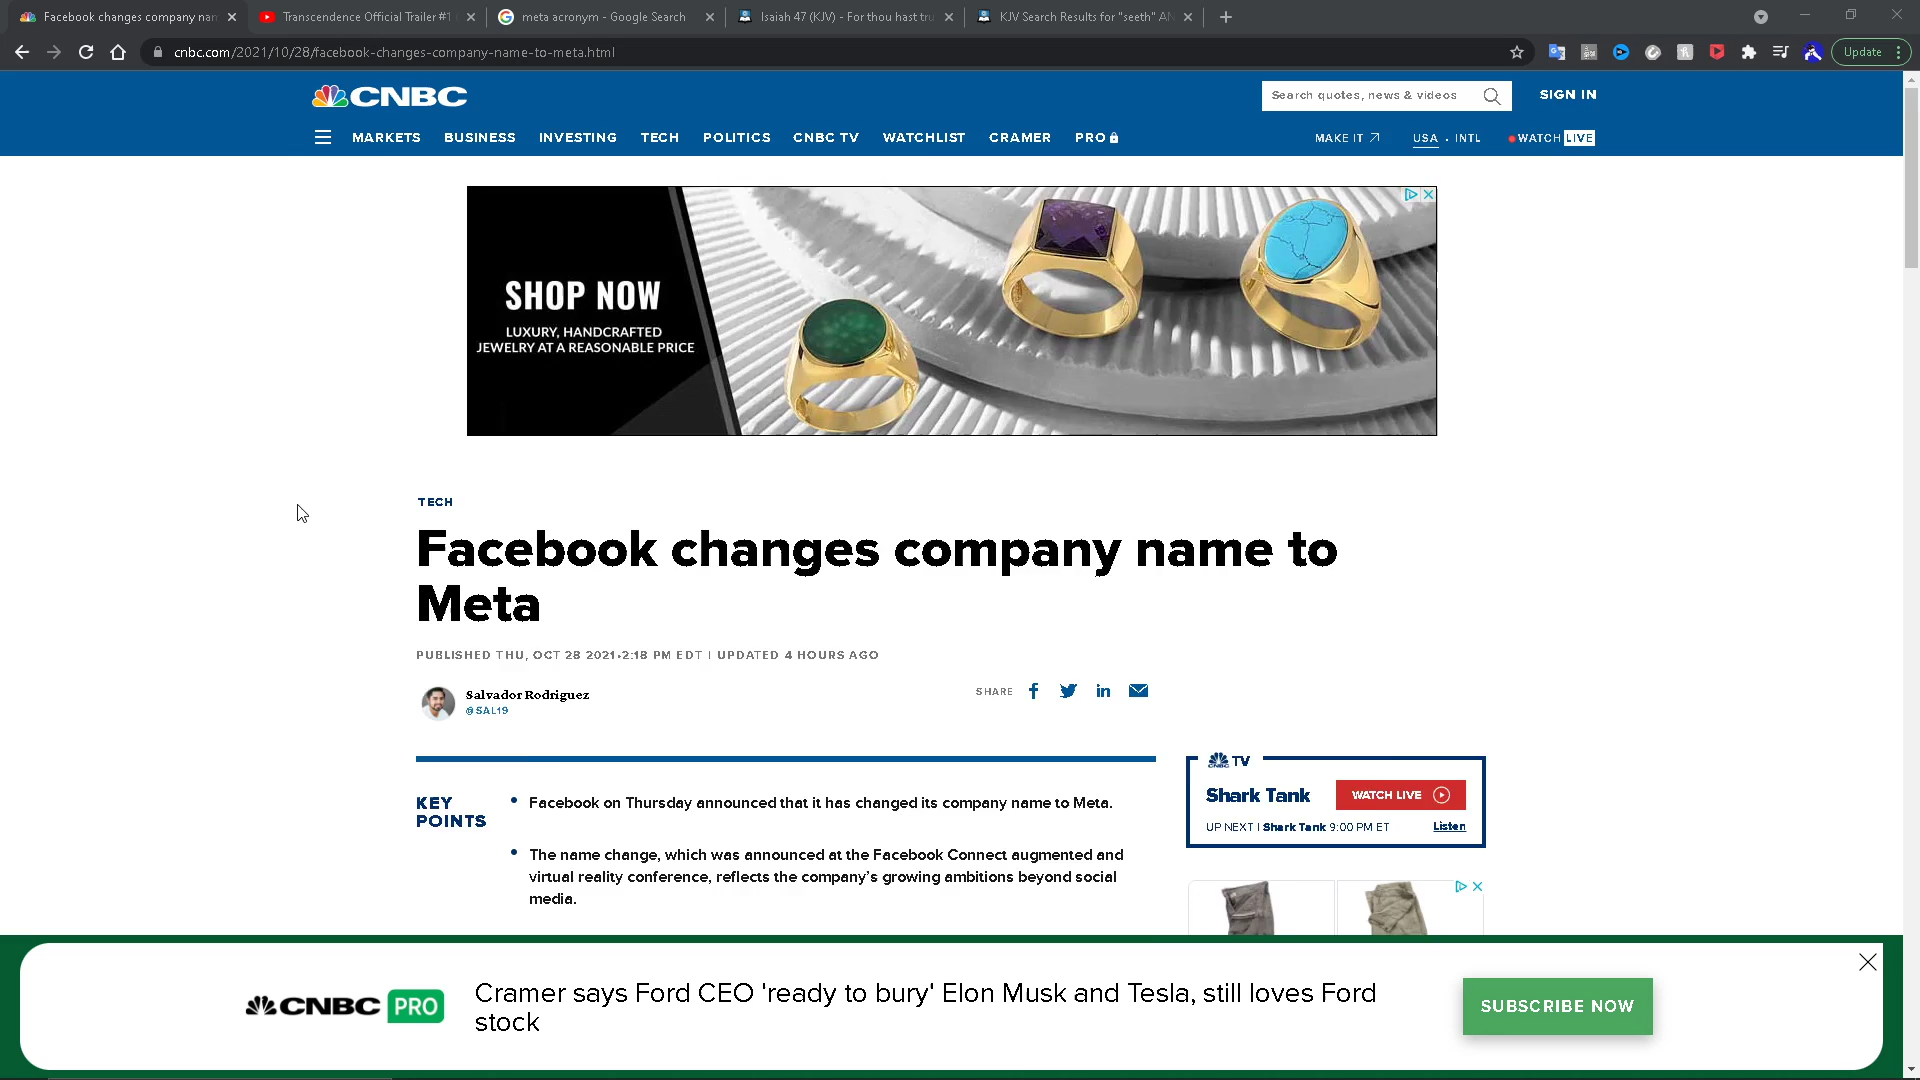 Facebook changes company nam
Transcendence Official Trailer #1
meta acronym - Google Search
Isaiah 47 (KJV) - For thou hast tru
KJV Search Results for "seeth" AN
cnbc.com/2021/10/28/facebook-changes-company-name-to-meta.html
Update
CNBC
Search quotes, news & videos
SIGN IN
MARKETS BUSINESS INVESTING TECH POLITICS CNBC TV WATCHLIST CRAMER PRO
MAKE IT USA • INTL WATCH LIVE
SHOP NOW
LUXURY, HANDCRAFTED
JEWELRY AT A REASONABLE PRICE
TECH
Facebook changes company name to
Meta
PUBLISHED THU, OCT 28 2021•2:18 PM EDT | UPDATED 4 HOURS AGO
Salvador Rodriguez
@SAL19
SHARE
KEY
POINTS
• Facebook on Thursday announced that it has changed its company name to Meta.
• The name change, which was announced at the Facebook Connect augmented and
virtual reality conference, reflects the company's growing ambitions beyond social
media.
CNBC TV
Shark Tank
WATCH LIVE
UP NEXT | Shark Tank 9:00 PM ET
Listen
CNBC PRO
Cramer says Ford CEO 'ready to bury' Elon Musk and Tesla, still loves Ford
stock
SUBSCRIBE NOW